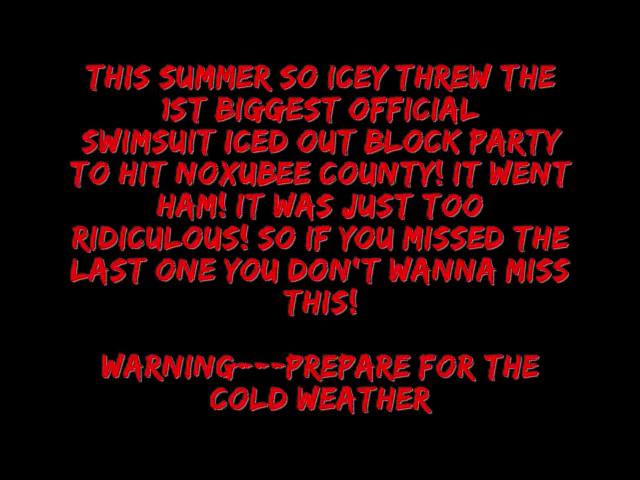 THIS SUMMER SO ICEY THREW THE
1ST BIGGEST OFFICIAL
SWIMSUIT ICED OUT BLOCK PARTY
TO HIT NOXUBEE COUNTY! IT WENT
HAM! IT WAS JUST TOO
RIDICULOUS! SO IF YOU MISSED THE
LAST ONE YOU DON'T WANNA MISS
THIS!
WARNING---PREPARE FOR THE
COLD WEATHER